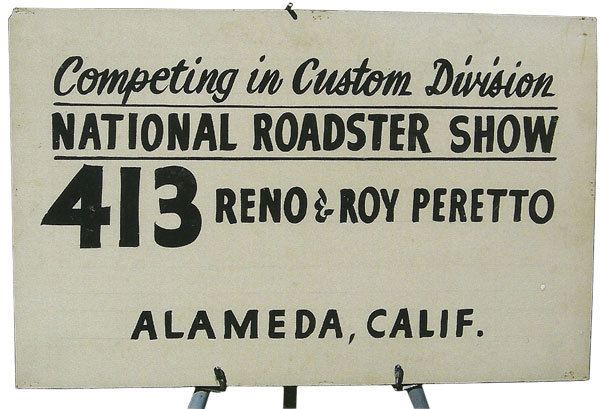 Competing in Custom Division
NATIONAL ROADSTER SHOW
413 RENO & ROY PERETTO
ALAMEDA, CALIF.